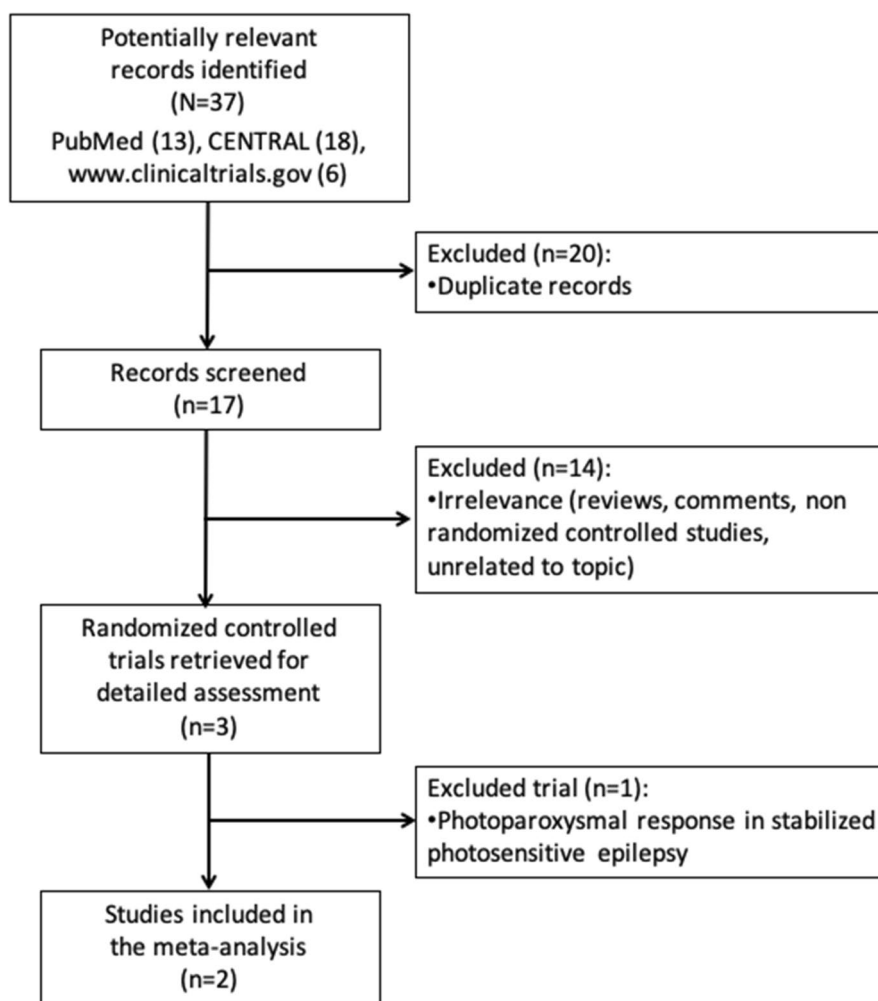 Potentially relevant
records identified
(N=37)
PubMed (13), CENTRAL (18),
www.clinicaltrials.gov (6)
Excluded (n=20):
•Duplicate records
Records screened
(n=17)
Excluded (n=14):
•Irrelevance (reviews, comments, non
randomized controlled studies,
unrelated to topic)
Randomized controlled
trials retrieved for
detailed assessment
(n=3)
Excluded trial (n=1):
•Photoparoxysmal response in stabilized
photosensitive epilepsy
Studies included in
the meta-analysis
(n=2)